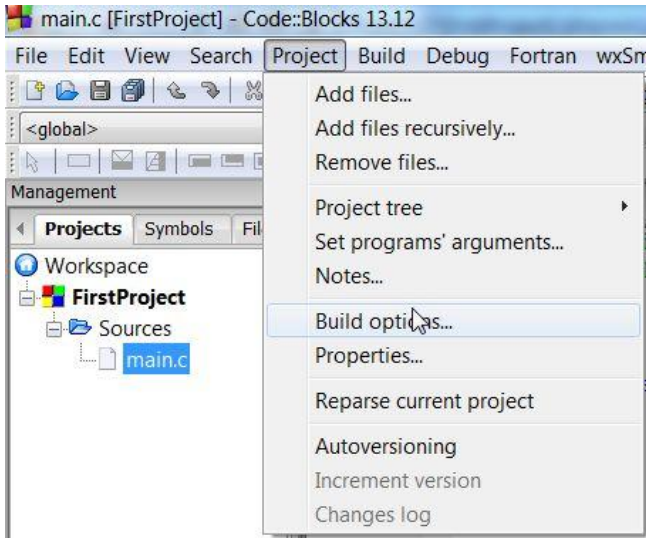 main.c [FirstProject] - Code::Blocks 13.12
File Edit View Search Project Build Debug Fortran wxSm
<global>
Management
Projects Symbols Fil
Workspace
FirstProject
Sources
main.c
Add files...
Add files recursively...
Remove files...
Project tree
Set programs' arguments...
Notes...
Build options...
Properties...
Reparse current project
Autoversioning
Increment version
Changes log